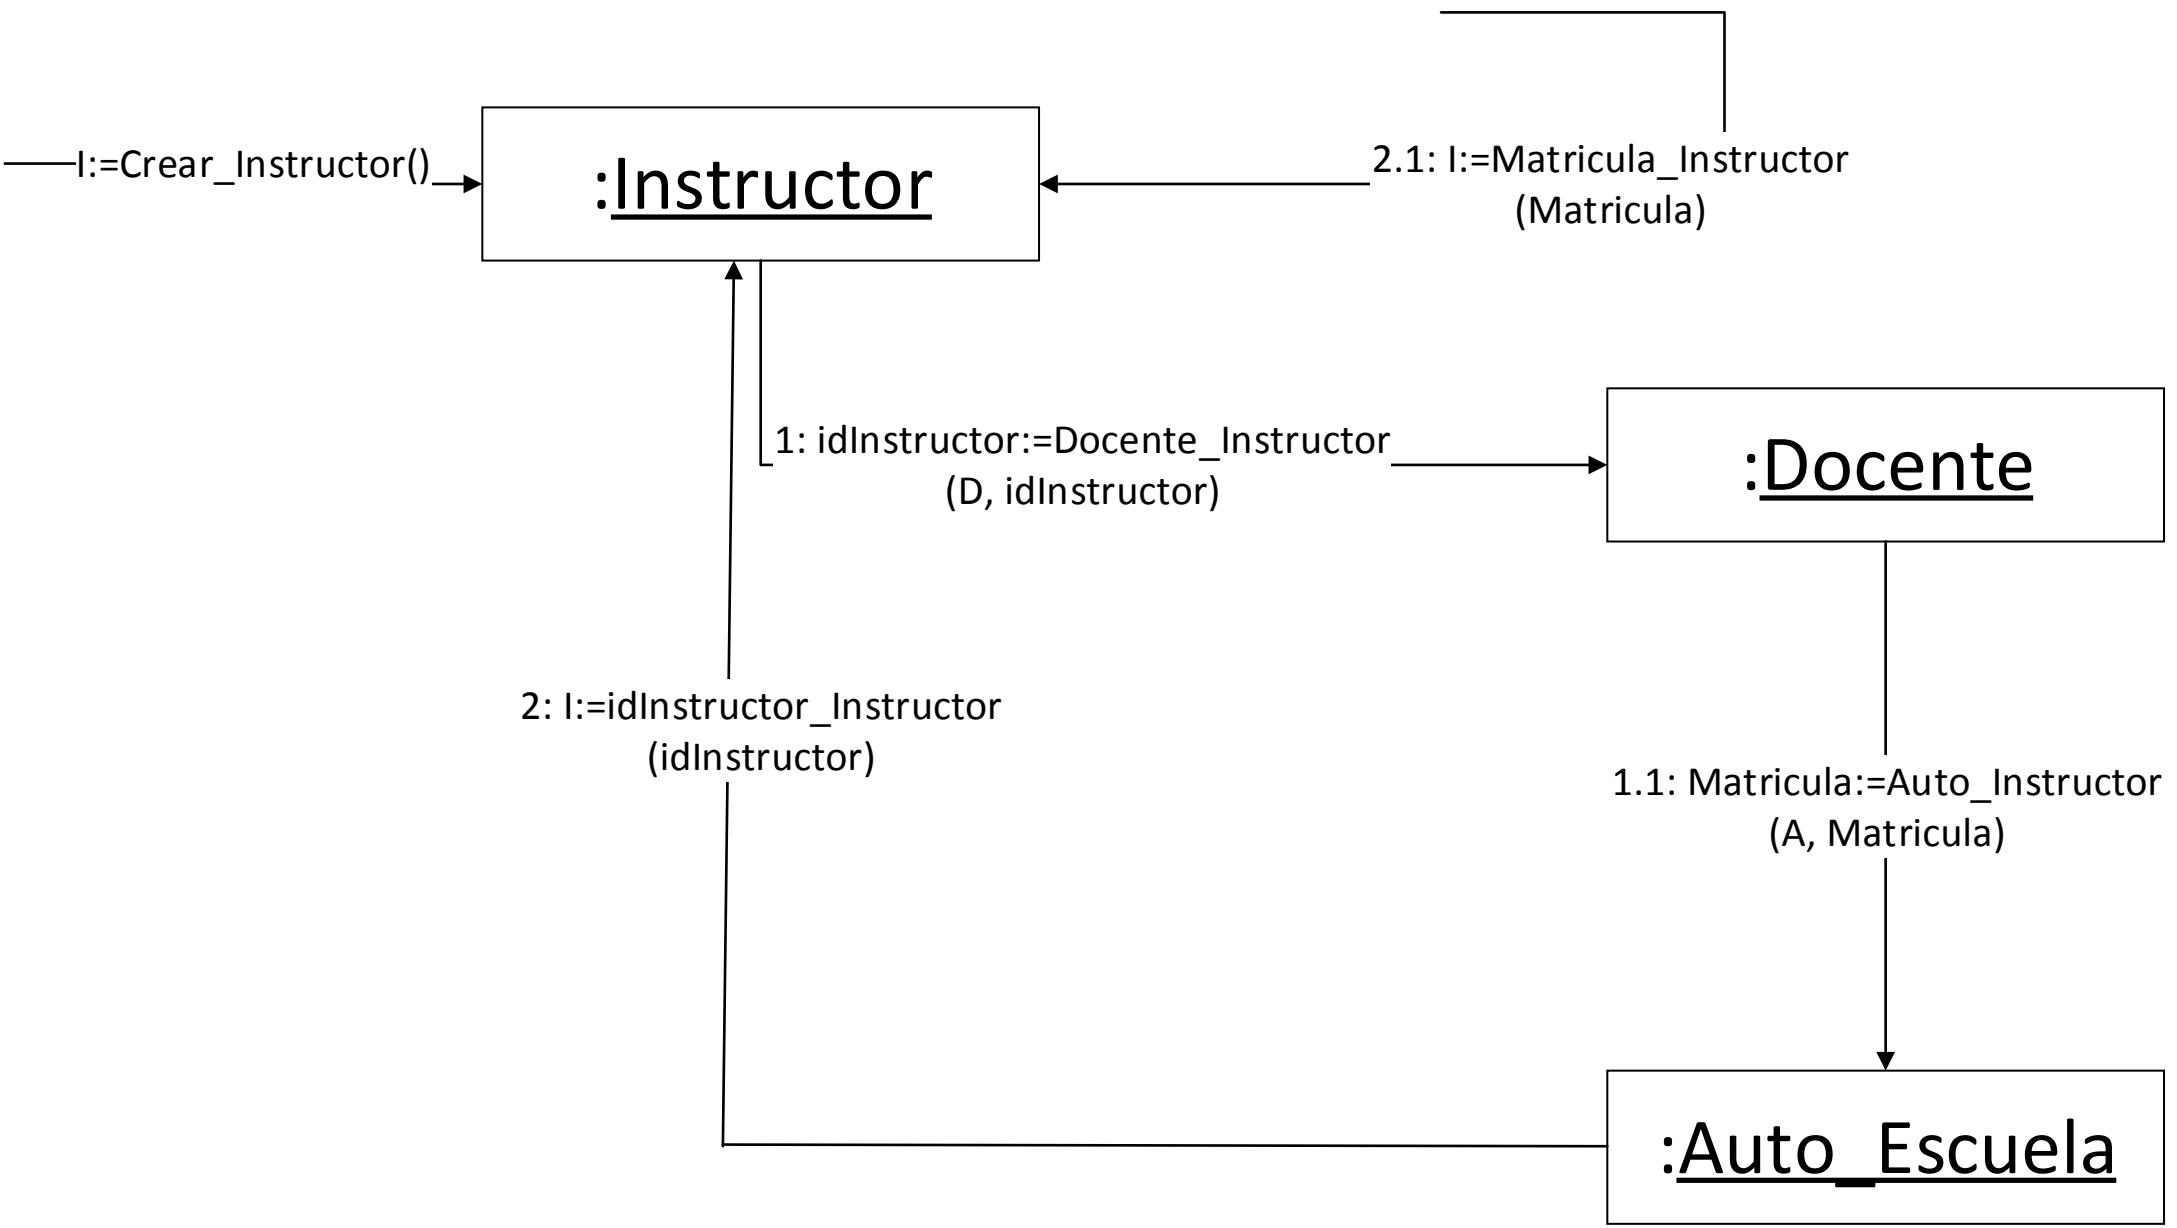 I:=Crear_Instructor()
:Instructor
2.1: I:=Matricula_Instructor
(Matricula)
1: idInstructor:=Docente_Instructor
(D, idInstructor)
:Docente
2: I:=idInstructor_Instructor
(idInstructor)
1.1: Matricula:=Auto_Instructor
(A, Matricula)
:Auto_Escuela